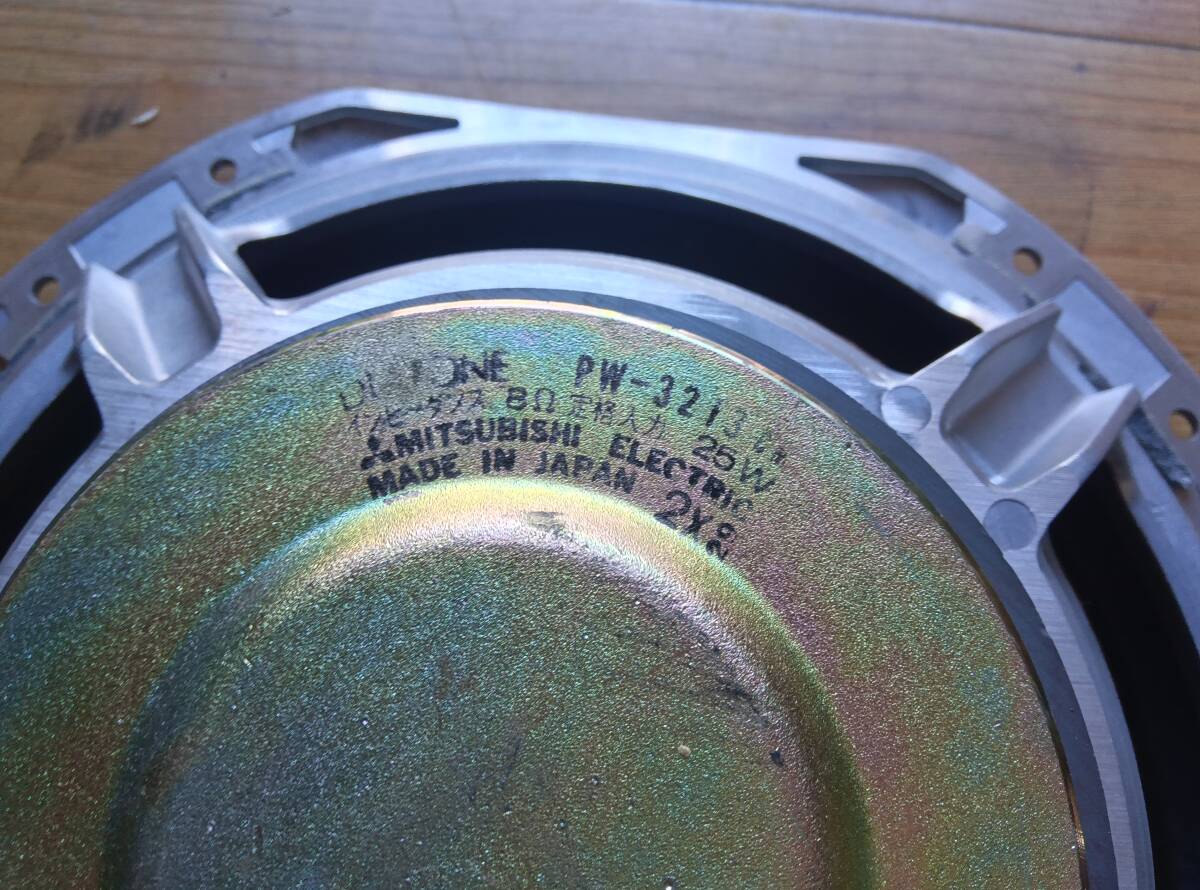 PW-3213
インピーダンス 8Ω 定格入力 25W
MITSUBISHI ELECTRIC
MADE IN JAPAN 2X